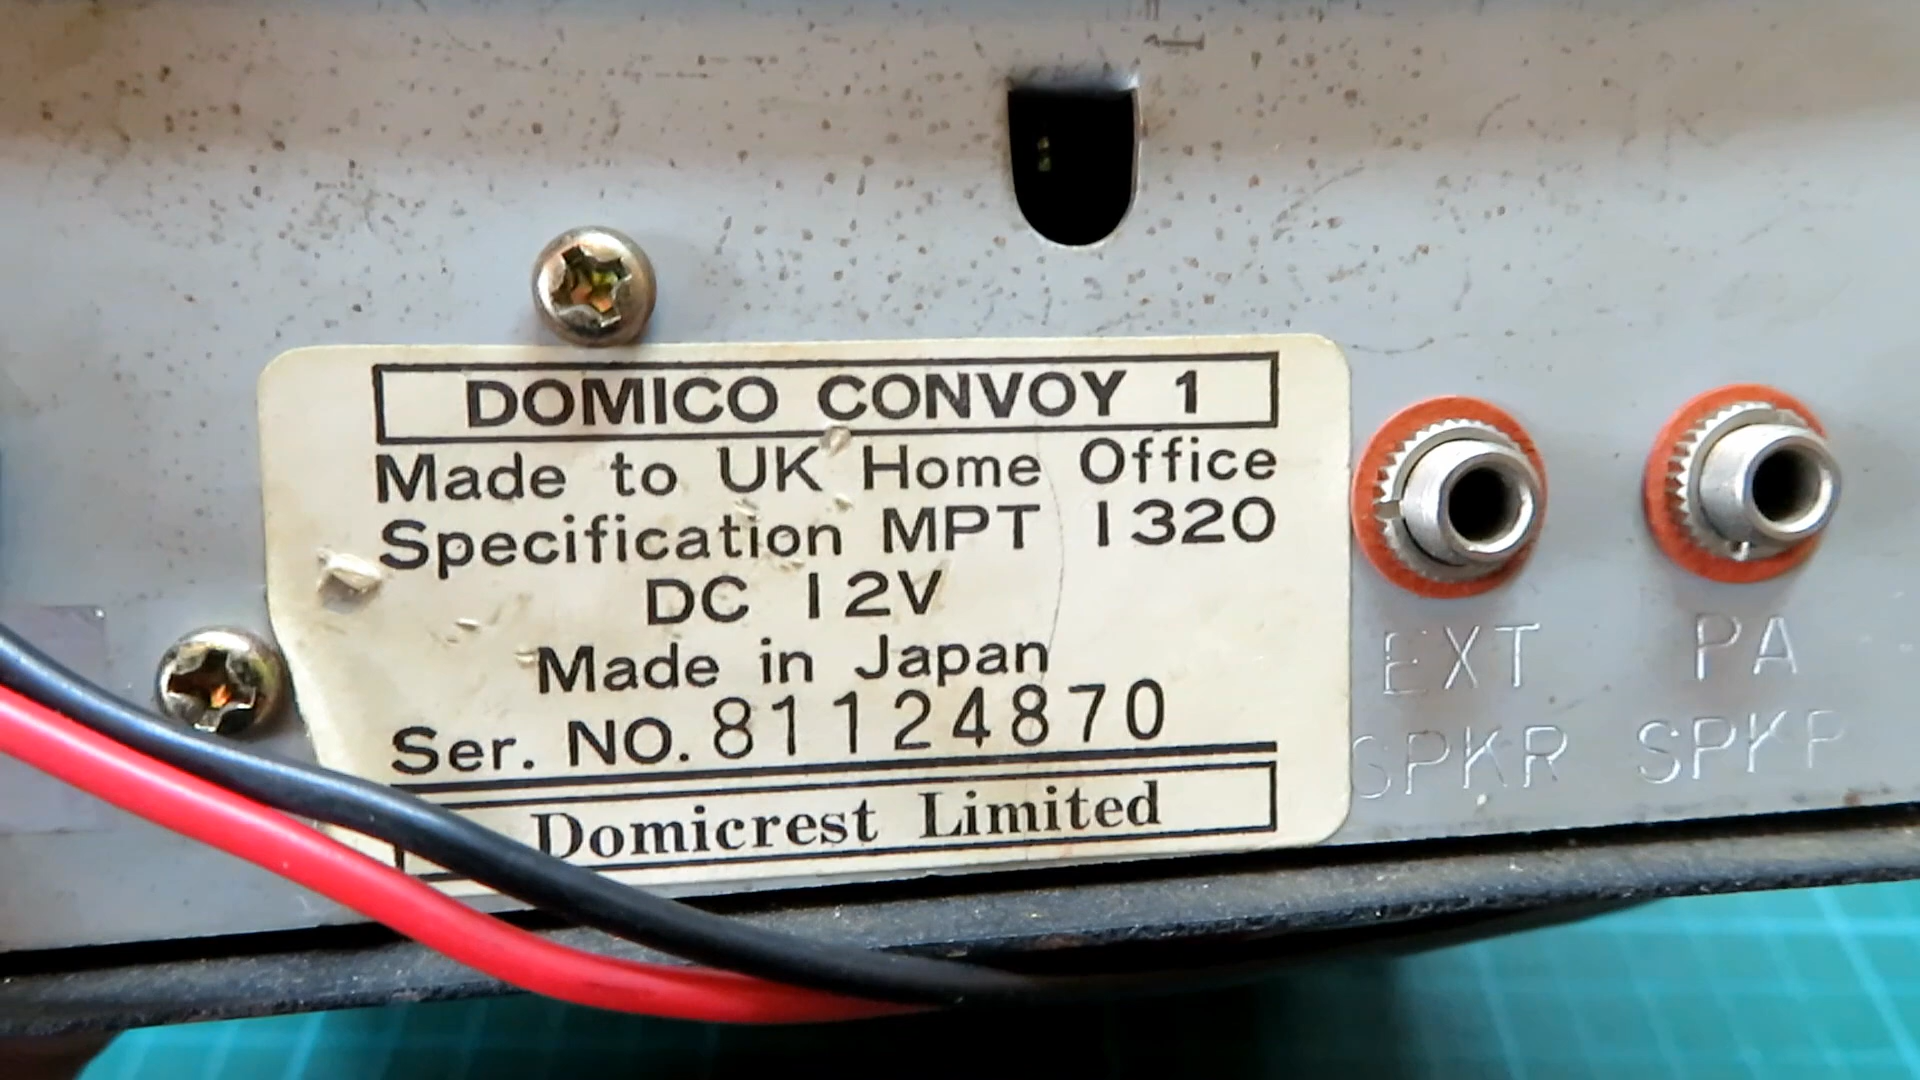 DOMICO CONVOY 1
Made to UK Home Office
Specification MPT 1320
DC 12V
Made in Japan
Ser. NO. 81124870
Domicrest Limited
EXT
SPKR
PA
SPKR